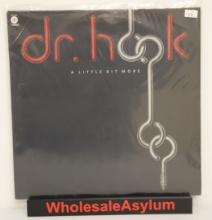 dr. hook
A LITTLE BIT MORE
WholesaleAsylum